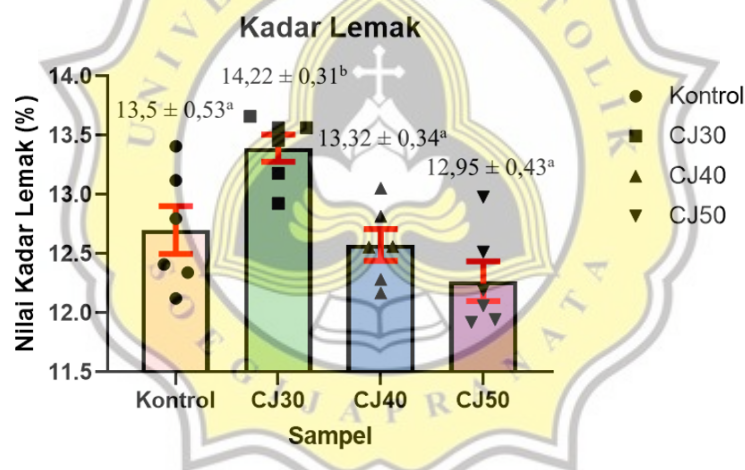 Kadar Lemak
14,22 ± 0,31ᵇ
13,5 ± 0,53ᵃ
13,32 ± 0,34ᵃ
12,95 ± 0,43ᵃ
Nilai Kadar Lemak (%)
14.0
13.5
13.0
12.5
12.0
11.5
Kontrol CJ30 CJ40 CJ50
Sampel
Kontrol
CJ30
CJ40
CJ50
SOEGIJAPRANATA